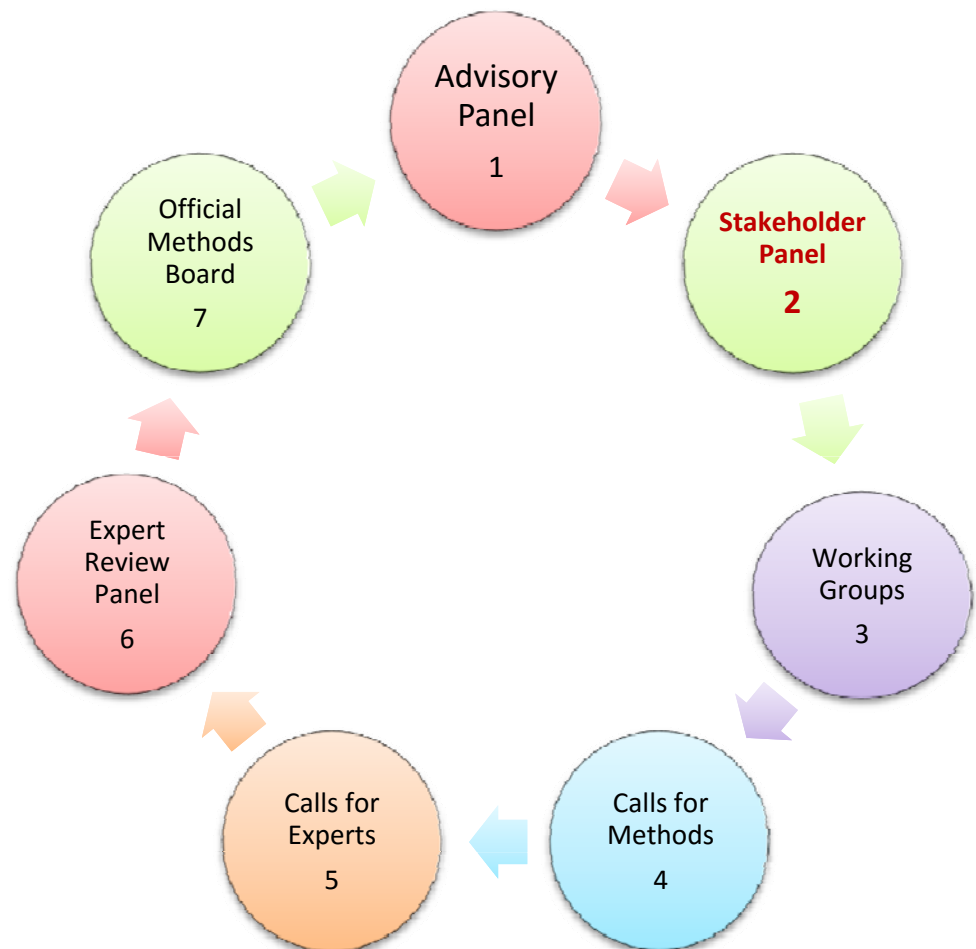 Advisory
Panel
1
Stakeholder
Panel
2
Working
Groups
3
Calls for
Methods
4
Calls for
Experts
5
Expert
Review
Panel
6
Official
Methods
Board
7